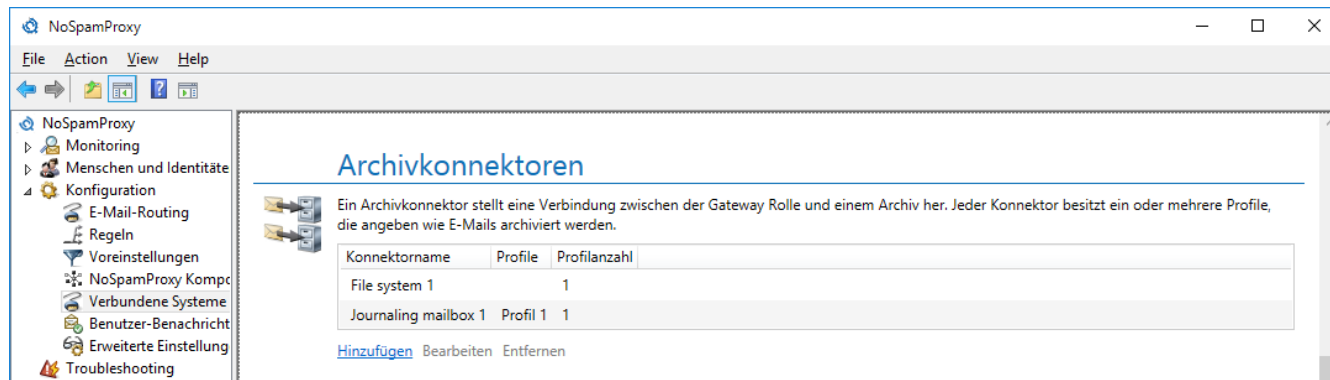 NoSpamProxy
File Action View Help
NoSpamProxy
Monitoring
Menschen und Identitäte
Konfiguration
E-Mail-Routing
Regeln
Voreinstellungen
NoSpamProxy Kompo
Verbundene Systeme
Benutzer-Benachricht
Erweiterte Einstellung
Troubleshooting
Archivkonnektoren
Ein Archivkonnektor stellt eine Verbindung zwischen der Gateway Rolle und einem Archiv her. Jeder Konnektor besitzt ein oder mehrere Profile,
die angeben wie E-Mails archiviert werden.
Konnektorname Profile Profilanzahl
File system 1 1
Journaling mailbox 1 Profil 1 1
Hinzufügen Bearbeiten Entfernen